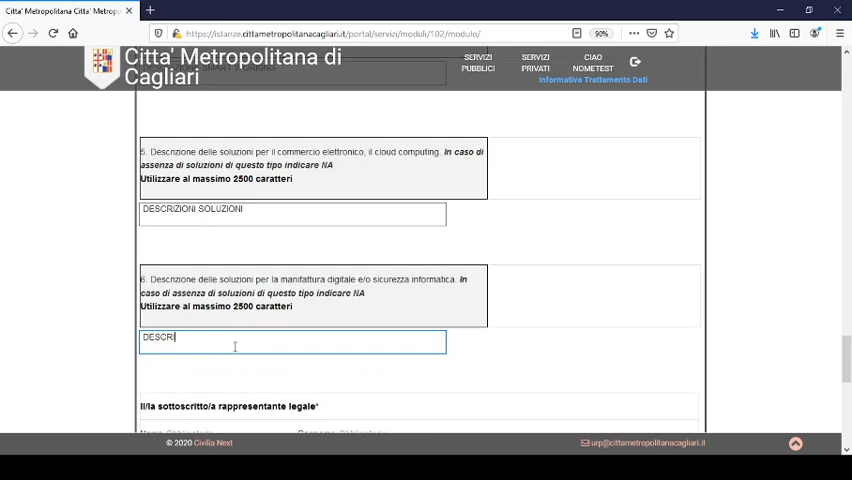 Citta' Metropolitana Citta' Metropo
https://istanze.cittametropolitanacagliari.it/portal/servizi/moduli/102/modulo/
90%
Citta' Metropolitana di
Cagliari
SERVIZI
PUBBLICI
SERVIZI
PRIVATI
CIAO
NOMETEST
Informativa Trattamento Dati
5. Descrizione delle soluzioni per il commercio elettronico, il cloud computing. In caso di
assenza di soluzioni di questo tipo indicare NA
Utilizzare al massimo 2500 caratteri
DESCRIZIONI SOLUZIONI
6. Descrizione delle soluzioni per la manifattura digitale e/o sicurezza informatica. In
caso di assenza di soluzioni di questo tipo indicare NA
Utilizzare al massimo 2500 caratteri
DESCRI
Il/la sottoscritto/a rappresentante legale*
© 2020 Civilia Next
urp@cittametropolitanacagliari.it